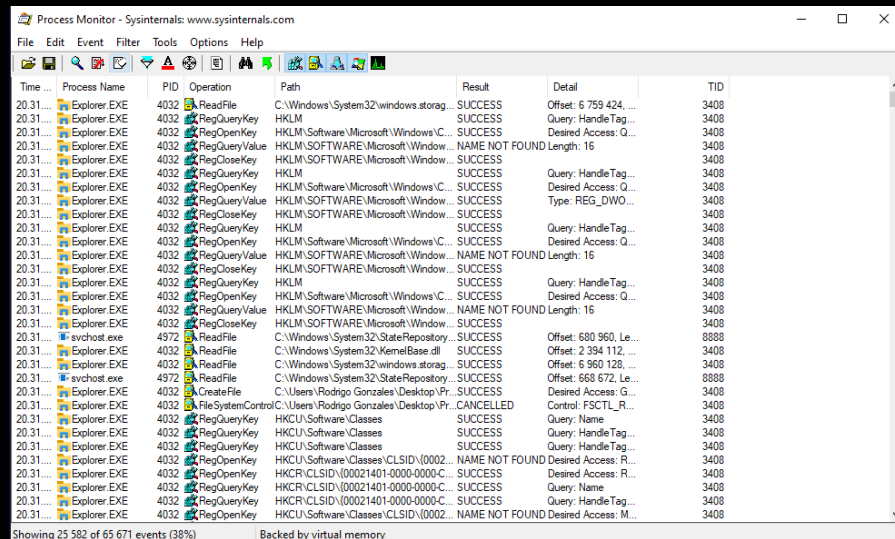 Process Monitor - Sysinternals: www.sysinternals.com
File Edit Event Filter Tools Options Help
Time ... Process Name PID Operation Path Result Detail TID
20.31.... Explorer.EXE 4032 ReadFile C:\Windows\System32\windows.storag... SUCCESS Offset: 6 759 424, ... 3408
20.31.... Explorer.EXE 4032 RegQueryKey HKLM SUCCESS Query: HandleTag... 3408
20.31.... Explorer.EXE 4032 RegOpenKey HKLM\Software\Microsoft\Windows\C... SUCCESS Desired Access: Q... 3408
20.31.... Explorer.EXE 4032 RegQueryValue HKLM\SOFTWARE\Microsoft\Window... NAME NOT FOUND Length: 16 3408
20.31.... Explorer.EXE 4032 RegCloseKey HKLM\SOFTWARE\Microsoft\Window... SUCCESS 3408
20.31.... Explorer.EXE 4032 RegQueryKey HKLM SUCCESS Query: HandleTag... 3408
20.31.... Explorer.EXE 4032 RegOpenKey HKLM\Software\Microsoft\Windows\C... SUCCESS Desired Access: Q... 3408
20.31.... Explorer.EXE 4032 RegQueryValue HKLM\SOFTWARE\Microsoft\Window... SUCCESS Type: REG_DWO... 3408
20.31.... Explorer.EXE 4032 RegCloseKey HKLM\SOFTWARE\Microsoft\Window... SUCCESS 3408
20.31.... Explorer.EXE 4032 RegQueryKey HKLM SUCCESS Query: HandleTag... 3408
20.31.... Explorer.EXE 4032 RegOpenKey HKLM\Software\Microsoft\Windows\C... SUCCESS Desired Access: Q... 3408
20.31.... Explorer.EXE 4032 RegQueryValue HKLM\SOFTWARE\Microsoft\Window... NAME NOT FOUND Length: 16 3408
20.31.... Explorer.EXE 4032 RegCloseKey HKLM\SOFTWARE\Microsoft\Window... SUCCESS 3408
20.31.... Explorer.EXE 4032 RegQueryKey HKLM SUCCESS Query: HandleTag... 3408
20.31.... Explorer.EXE 4032 RegOpenKey HKLM\Software\Microsoft\Windows\C... SUCCESS Desired Access: Q... 3408
20.31.... Explorer.EXE 4032 RegQueryValue HKLM\SOFTWARE\Microsoft\Window... NAME NOT FOUND Length: 16 3408
20.31.... Explorer.EXE 4032 RegCloseKey HKLM\SOFTWARE\Microsoft\Window... SUCCESS 3408
20.31.... svchost.exe 4972 ReadFile C:\Windows\System32\StateRepository... SUCCESS Offset: 680 960, Le... 8888
20.31.... Explorer.EXE 4032 ReadFile C:\Windows\System32\KernelBase.dll SUCCESS Offset: 2 394 112, ... 3408
20.31.... Explorer.EXE 4032 ReadFile C:\Windows\System32\windows.storag... SUCCESS Offset: 6 960 128, ... 3408
20.31.... svchost.exe 4972 ReadFile C:\Windows\System32\StateRepository... SUCCESS Offset: 668 672, Le... 8888
20.31.... Explorer.EXE 4032 CreateFile C:\Users\Rodrigo Gonzales\Desktop\Pr... SUCCESS Desired Access: G... 3408
20.31.... Explorer.EXE 4032 FileSystemControl C:\Users\Rodrigo Gonzales\Desktop\Pr... CANCELLED Control: FSCTL_R... 3408
20.31.... Explorer.EXE 4032 RegQueryKey HKCU\Software\Classes SUCCESS Query: Name 3408
20.31.... Explorer.EXE 4032 RegQueryKey HKCU\Software\Classes SUCCESS Query: HandleTag... 3408
20.31.... Explorer.EXE 4032 RegQueryKey HKCU\Software\Classes SUCCESS Query: HandleTag... 3408
20.31.... Explorer.EXE 4032 RegOpenKey HKCU\Software\Classes\CLSID\{0002... NAME NOT FOUND Desired Access: R... 3408
20.31.... Explorer.EXE 4032 RegOpenKey HKCR\CLSID\{00021401-0000-0000-C... SUCCESS Desired Access: R... 3408
20.31.... Explorer.EXE 4032 RegQueryKey HKCR\CLSID\{00021401-0000-0000-C... SUCCESS Query: Name 3408
20.31.... Explorer.EXE 4032 RegQueryKey HKCR\CLSID\{00021401-0000-0000-C... SUCCESS Query: HandleTag... 3408
20.31.... Explorer.EXE 4032 RegOpenKey HKCU\Software\Classes\CLSID\{0002... NAME NOT FOUND Desired Access: M... 3408
Showing 25 582 of 65 671 events (38%) Backed by virtual memory